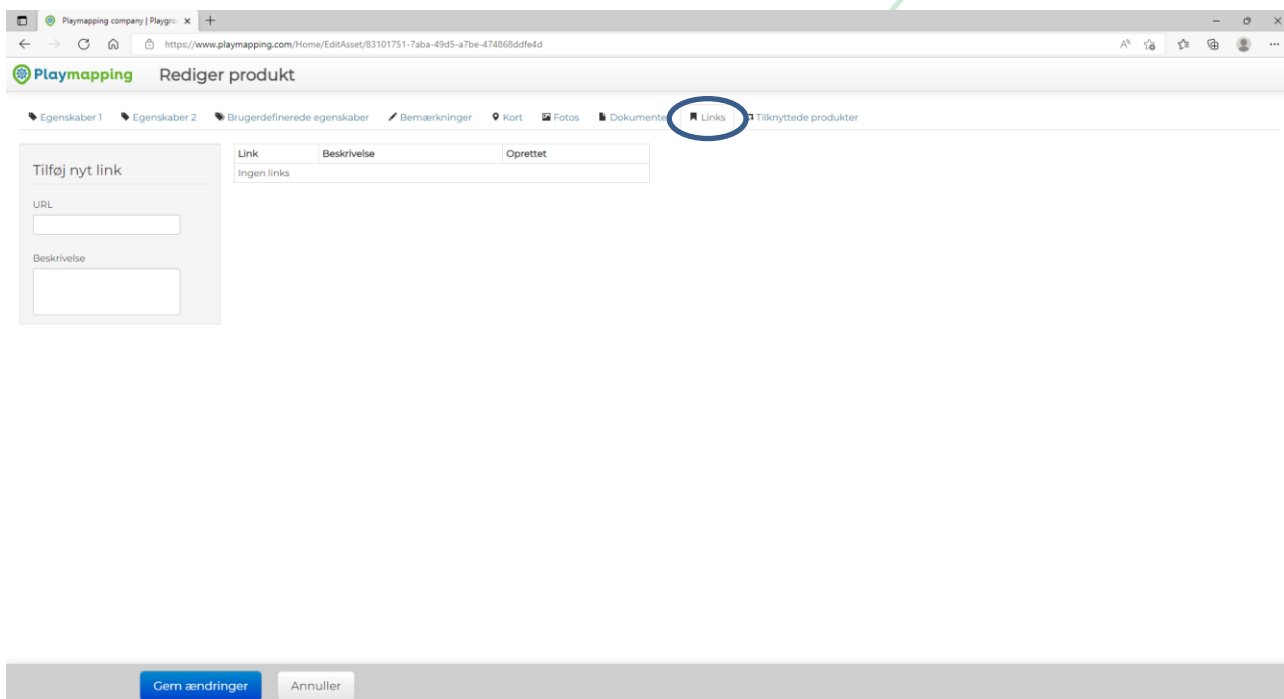 Playmapping company | Playgro
https://www.playmapping.com/Home/EditAsset/83101751-7aba-49d5-a7be-474868ddfe4d
Playmapping Rediger produkt
Egenskaber 1 Egenskaber 2 Brugerdefinerede egenskaber Bemærkninger Kort Fotos Dokumente Links Tilknyttede produkter
Tilføj nyt link
URL
Beskrivelse
Link Beskrivelse Oprettet
Ingen links
Gem ændringer Annuller